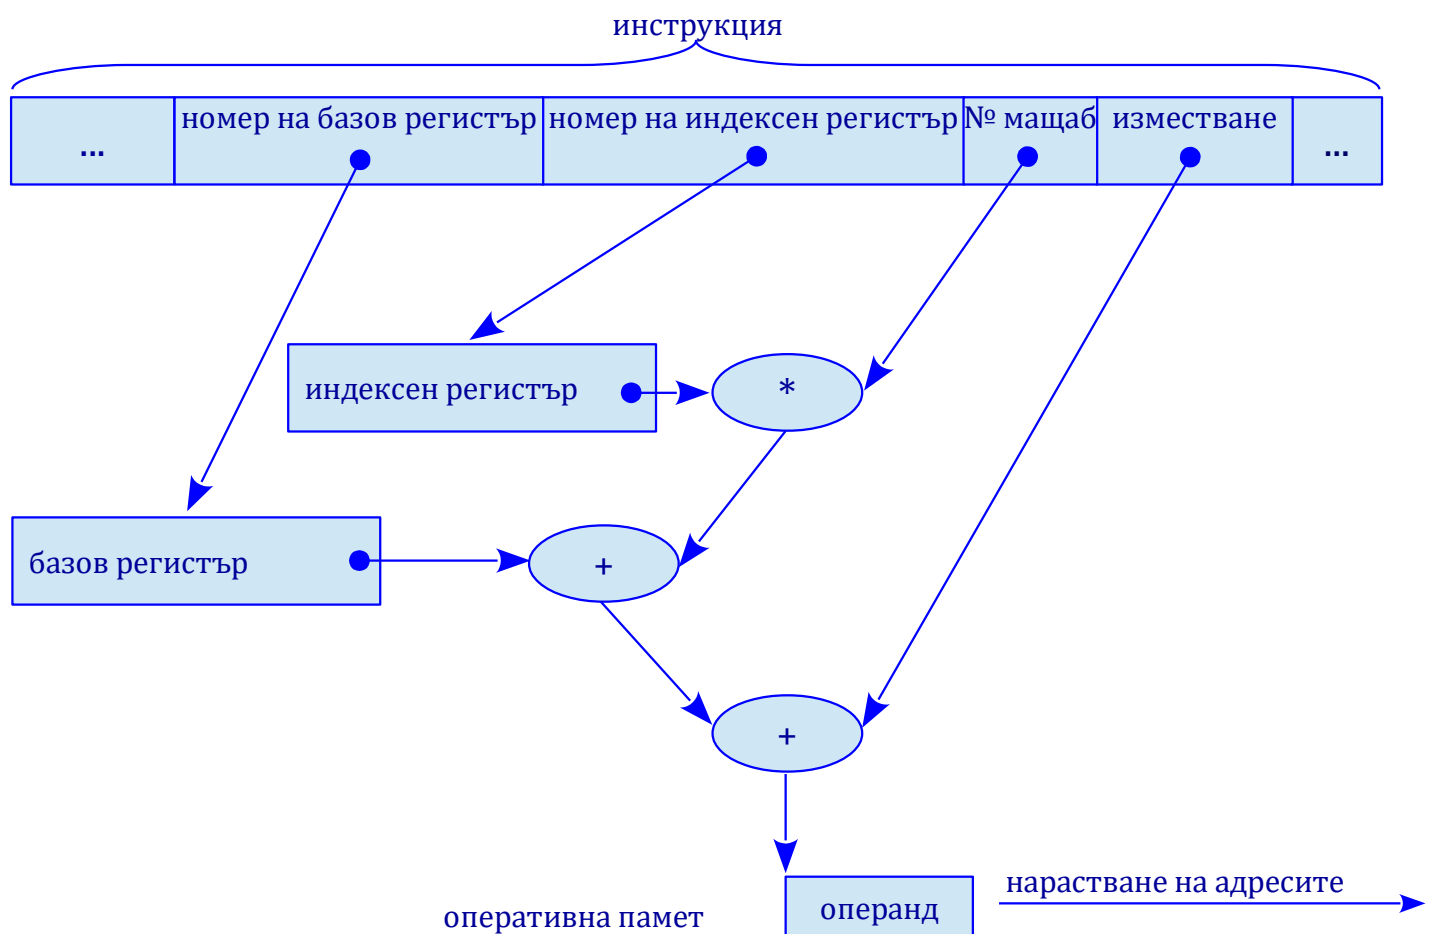 инструкция
... номер на базов регистър номер на индексен регистър № мащаб изместване ...
индексен регистър *
базов регистър +
+
нарастване на адресите
оперативна памет операнд